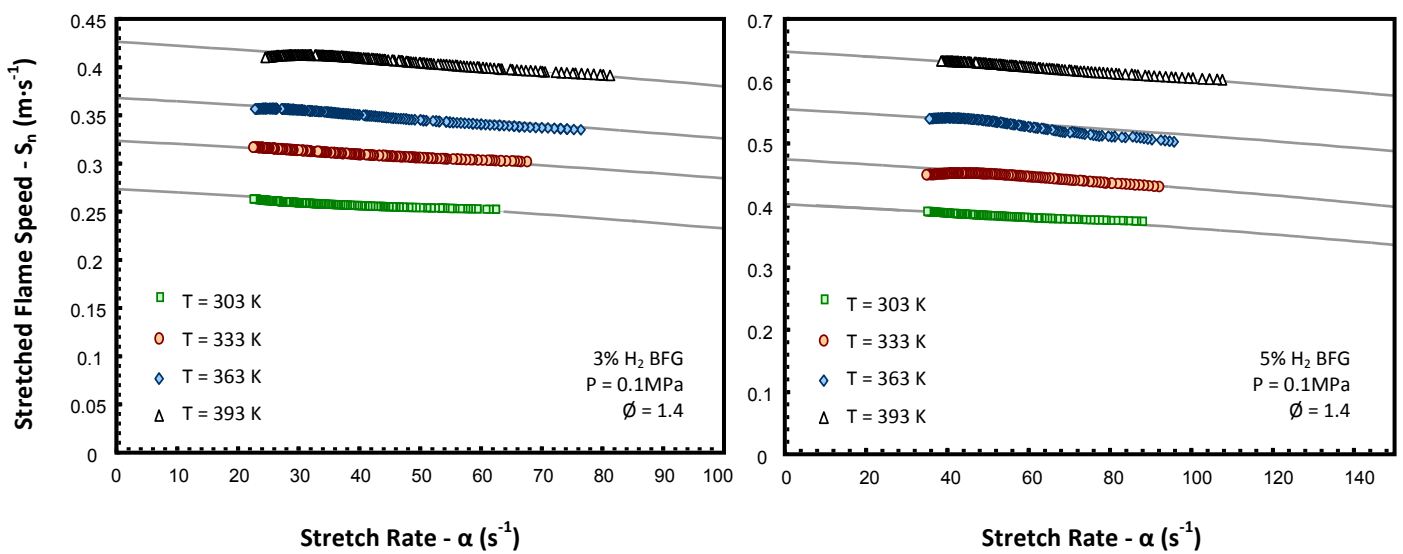 Stretched Flame Speed - Sₙ (m·s⁻¹)
0.45
0.4
0.35
0.3
0.25
0.2
0.15
0.1
0.05
0
T = 303 K
T = 333 K
T = 363 K
T = 393 K
3% H₂ BFG
P = 0.1MPa
Ø = 1.4
0 10 20 30 40 50 60 70 80 90 100
Stretch Rate - α (s⁻¹)
0.7
0.6
0.5
0.4
0.3
0.2
0.1
0
T = 303 K
T = 333 K
T = 363 K
T = 393 K
5% H₂ BFG
P = 0.1MPa
Ø = 1.4
0 20 40 60 80 100 120 140
Stretch Rate - α (s⁻¹)